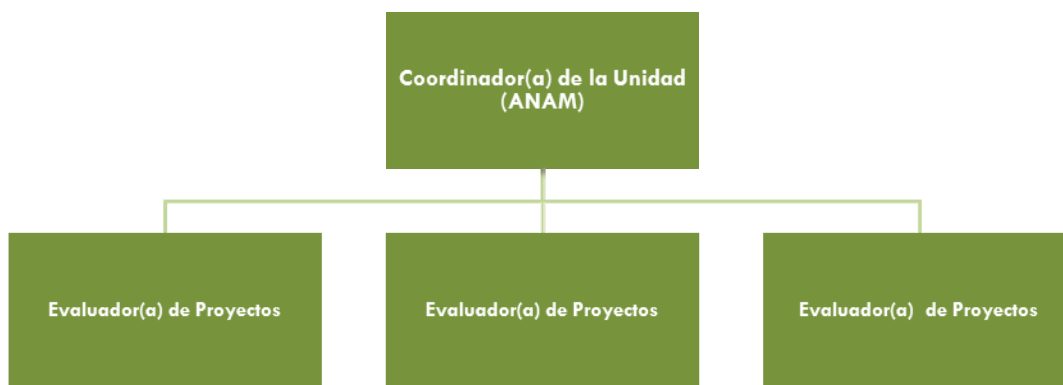 Coordinador(a) de la Unidad
(ANAM)
Evaluador(a) de Proyectos
Evaluador(a) de Proyectos
Evaluador(a) de Proyectos